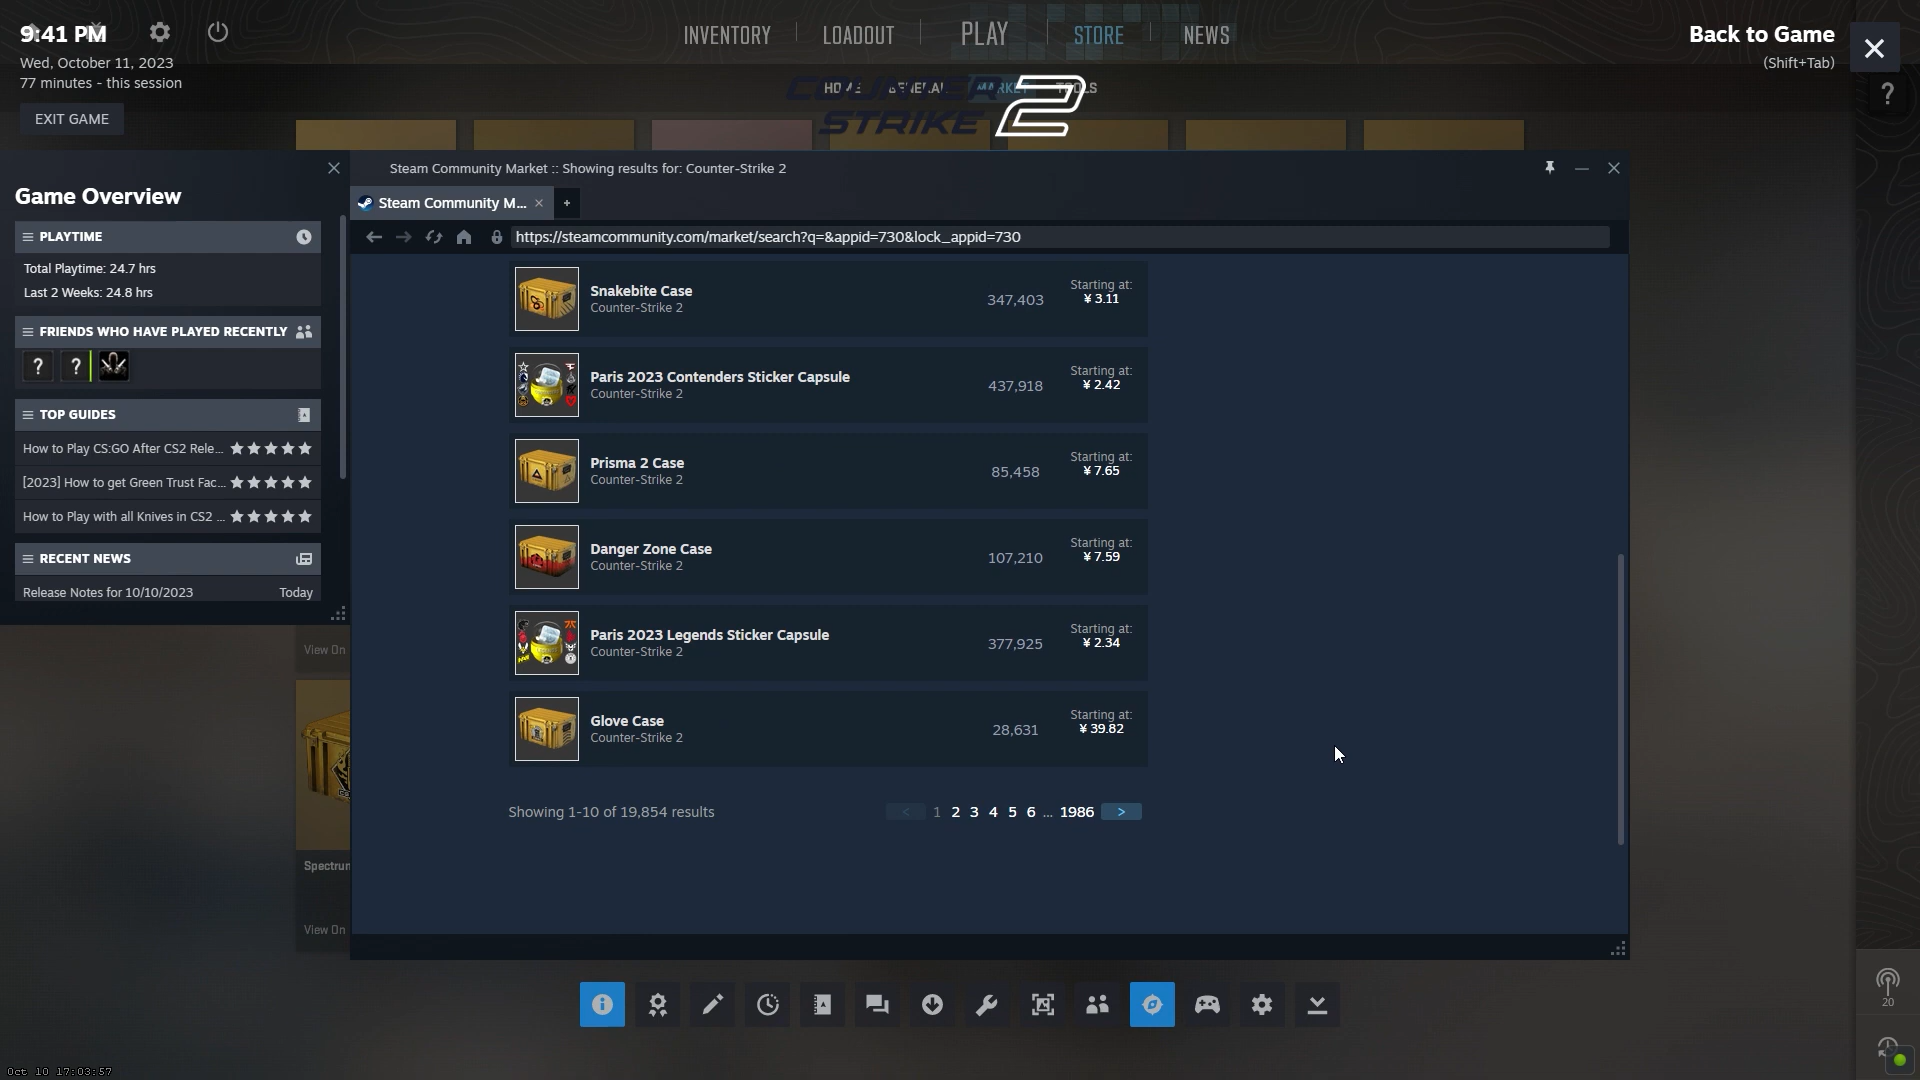 9:41 PM
Wed, October 11, 2023
77 minutes - this session
EXIT GAME
INVENTORY
LOADOUT
PLAY
STORE
NEWS
Back to Game
(Shift+Tab)
?
HOME GENERAL MARKET TOOLS
COUNTER
STRIKE 2
Game Overview
PLAYTIME
Total Playtime: 24.7 hrs
Last 2 Weeks: 24.8 hrs
FRIENDS WHO HAVE PLAYED RECENTLY
? ?
TOP GUIDES
How to Play CS:GO After CS2 Rele...
[2023] How to get Green Trust Fac...
How to Play with all Knives in CS2 ...
RECENT NEWS
Release Notes for 10/10/2023 Today
View On
Spectrum
View On
Steam Community Market :: Showing results for: Counter-Strike 2
Steam Community M...
https://steamcommunity.com/market/search?q=&appid=730&lock_appid=730
Snakebite Case
Counter-Strike 2
347,403
Starting at:
¥ 3.11
Paris 2023 Contenders Sticker Capsule
Counter-Strike 2
437,918
Starting at:
¥ 2.42
Prisma 2 Case
Counter-Strike 2
85,458
Starting at:
¥ 7.65
Danger Zone Case
Counter-Strike 2
107,210
Starting at:
¥ 7.59
Paris 2023 Legends Sticker Capsule
Counter-Strike 2
377,925
Starting at:
¥ 2.34
Glove Case
Counter-Strike 2
28,631
Starting at:
¥ 39.82
Showing 1-10 of 19,854 results
< 1 2 3 4 5 6 ... 1986 >
20
Oct 10 17:03:57